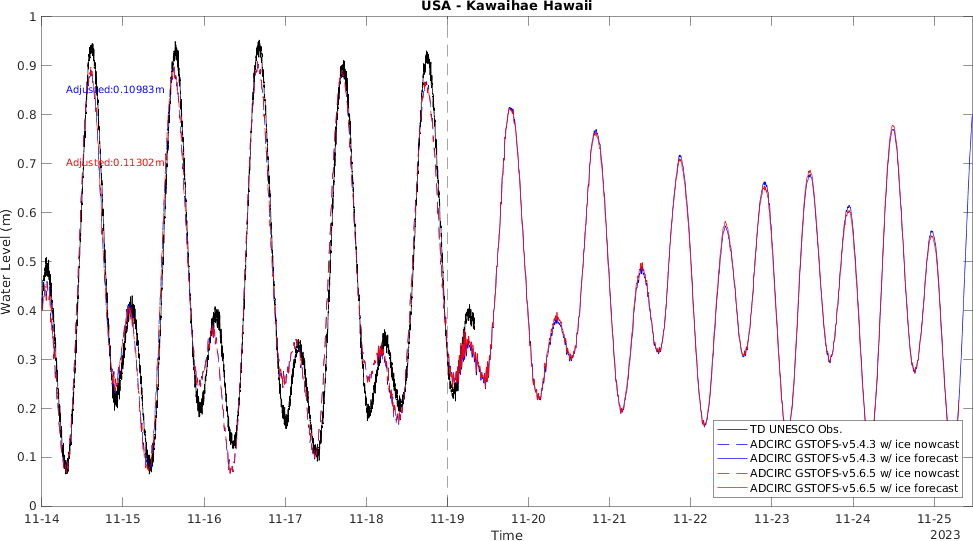 USA - Kawaihae Hawaii
1
0.9
0.8
0.7
0.6
0.5
0.4
0.3
0.2
0.1
0
Water Level (m)
Adjusted:0.10983m
Adjusted:0.11302m
TD UNESCO Obs.
ADCIRC GSTOFS-v5.4.3 w/ ice nowcast
ADCIRC GSTOFS-v5.4.3 w/ ice forecast
ADCIRC GSTOFS-v5.6.5 w/ ice nowcast
ADCIRC GSTOFS-v5.6.5 w/ ice forecast
11-14 11-15 11-16 11-17 11-18 11-19 11-20 11-21 11-22 11-23 11-24 11-25
Time
2023